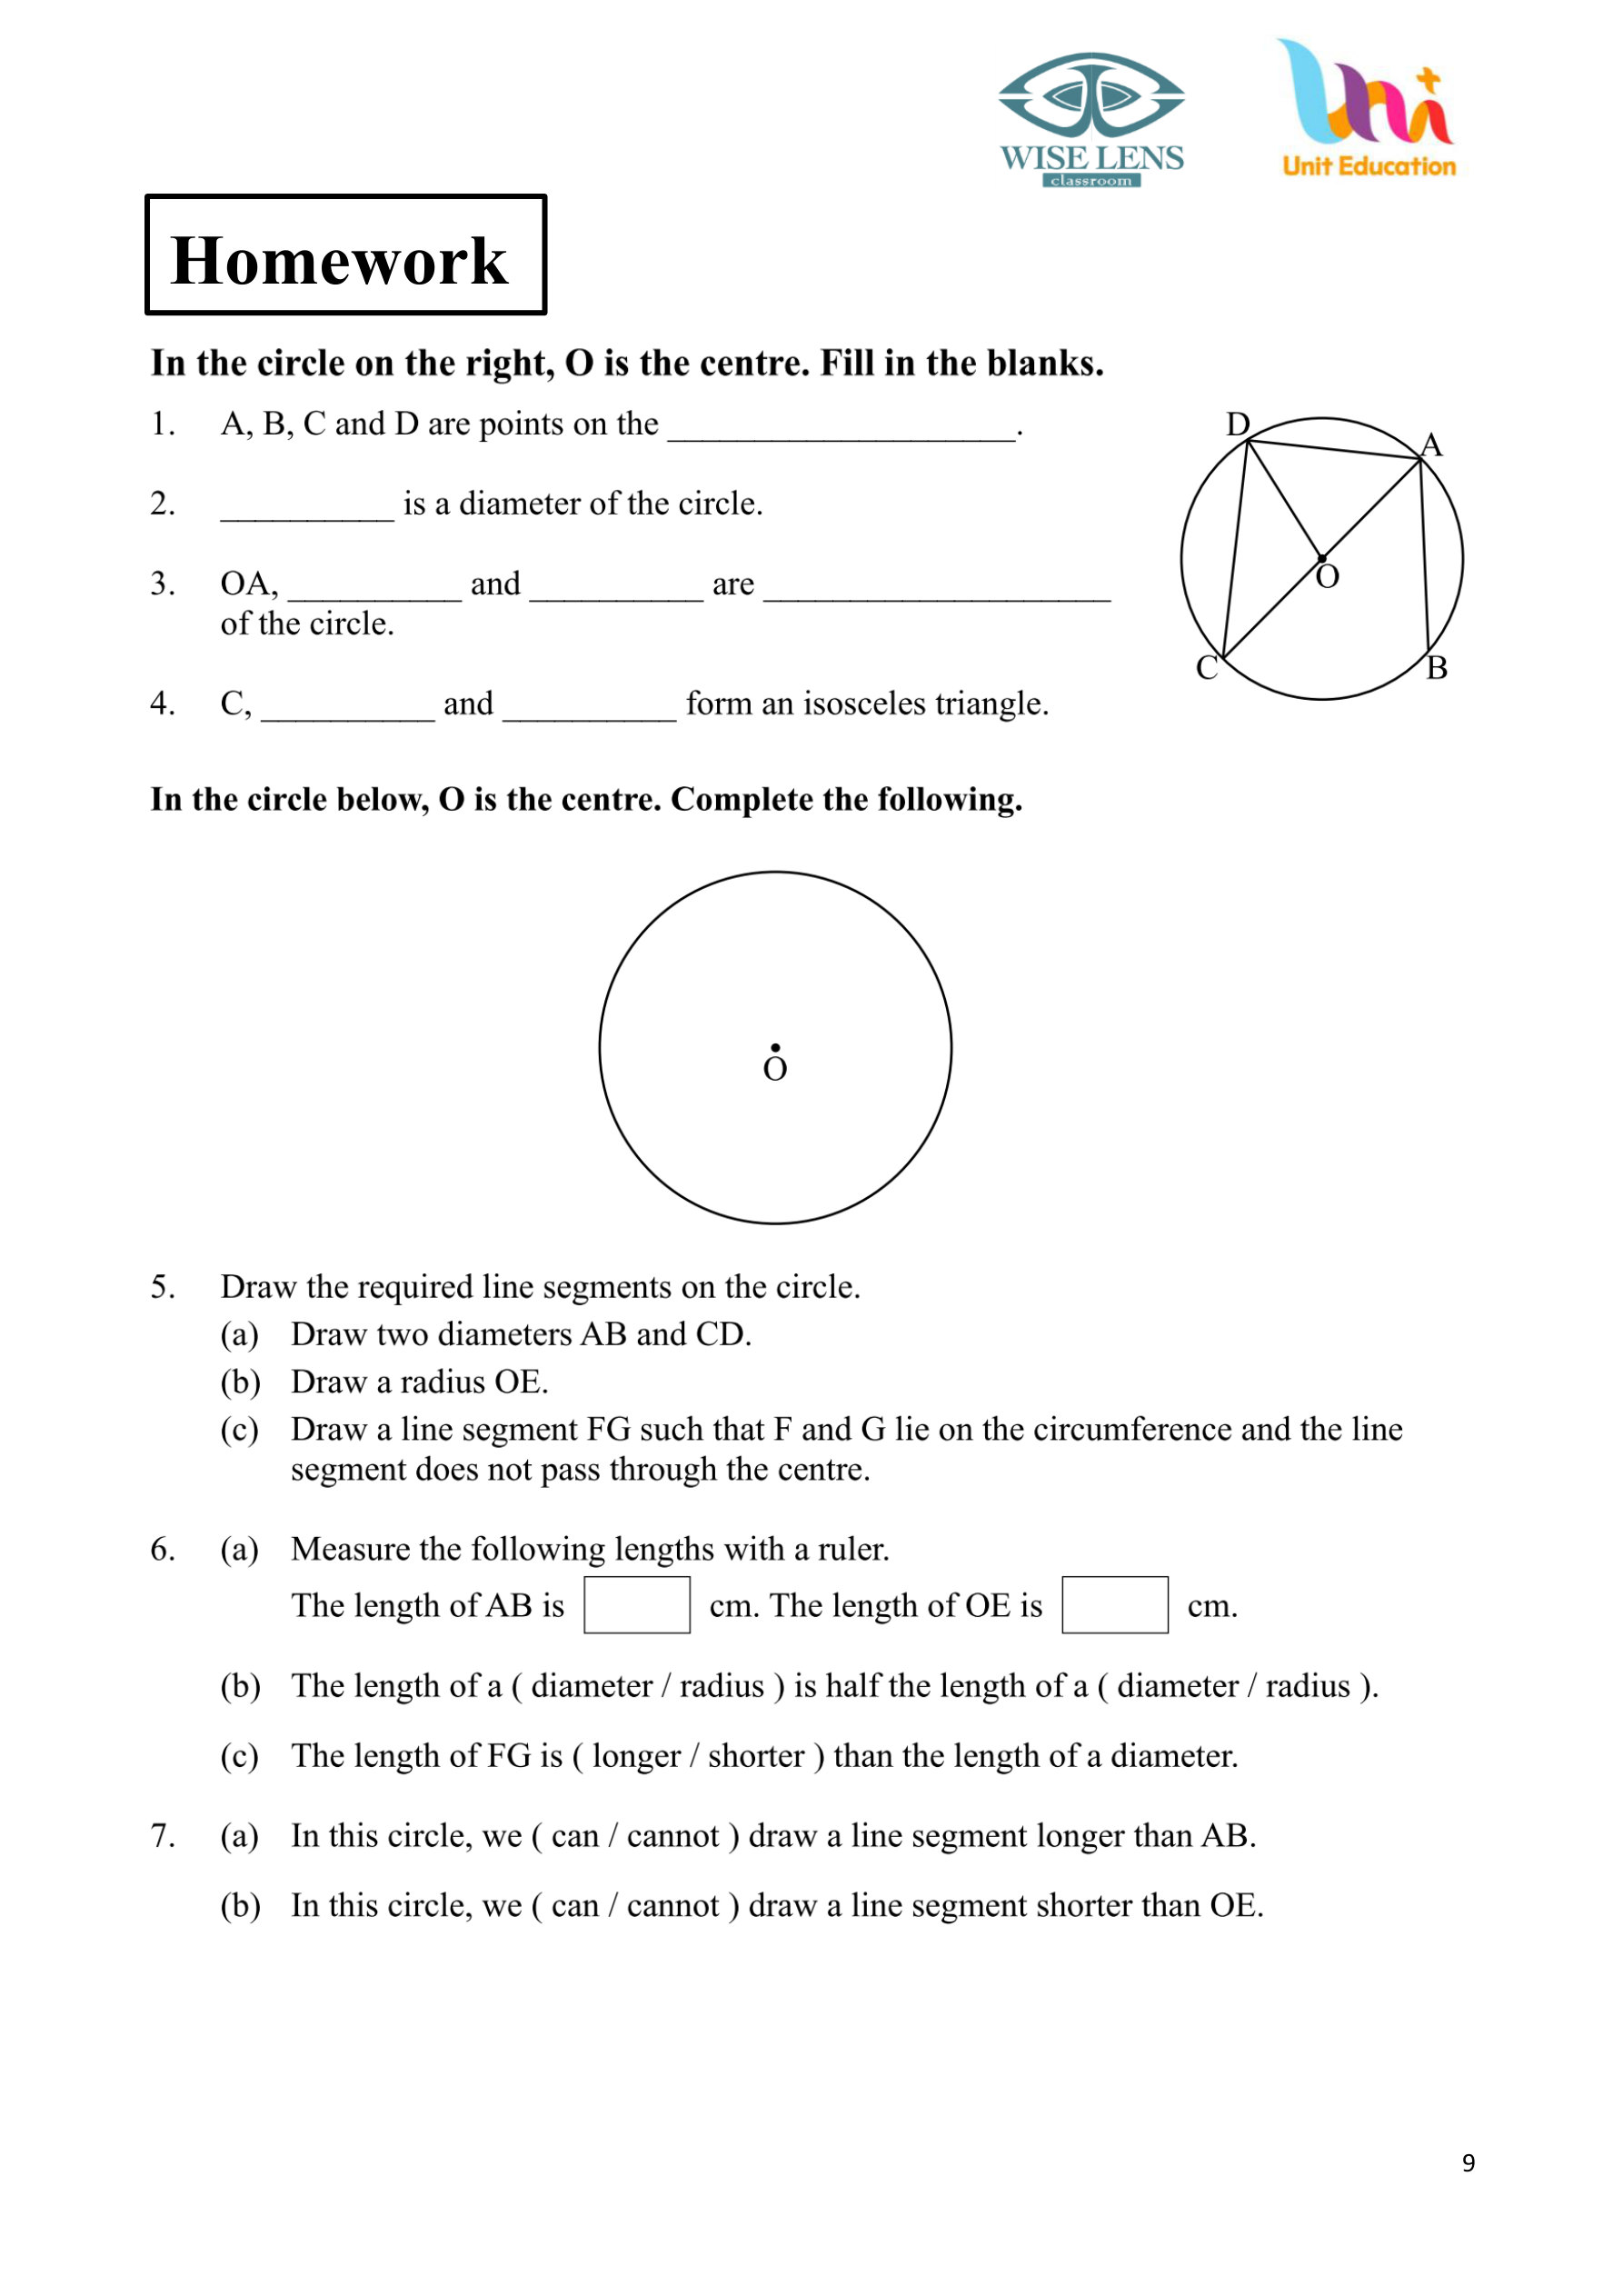 WISE LENS
classroom
Uni
Unit Education
Homework
In the circle on the right, O is the centre. Fill in the blanks.
1. A, B, C and D are points on the ____________________.
2. __________ is a diameter of the circle.
3. OA, __________ and __________ are ____________________
of the circle.
4. C, __________ and __________ form an isosceles triangle.
D
A
O
C
B
In the circle below, O is the centre. Complete the following.
O
5. Draw the required line segments on the circle.
(a) Draw two diameters AB and CD.
(b) Draw a radius OE.
(c) Draw a line segment FG such that F and G lie on the circumference and the line
segment does not pass through the centre.
6. (a) Measure the following lengths with a ruler.
The length of AB is cm. The length of OE is cm.
(b) The length of a ( diameter / radius ) is half the length of a ( diameter / radius ).
(c) The length of FG is ( longer / shorter ) than the length of a diameter.
7. (a) In this circle, we ( can / cannot ) draw a line segment longer than AB.
(b) In this circle, we ( can / cannot ) draw a line segment shorter than OE.
9